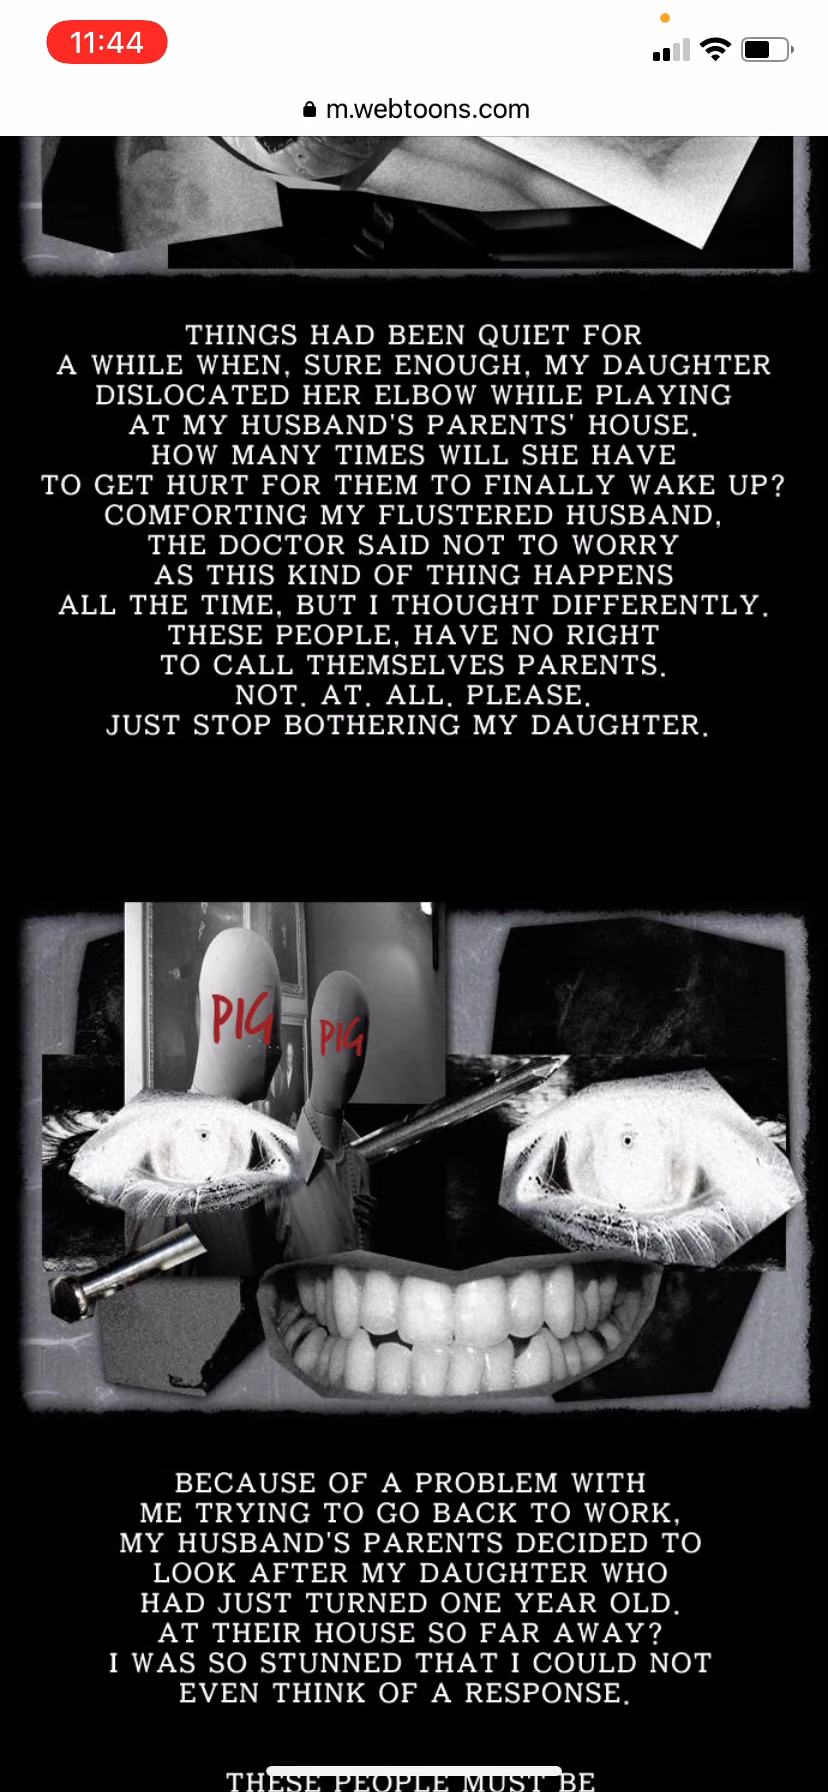 11:44
m.webtoons.com
THINGS HAD BEEN QUIET FOR
A WHILE WHEN, SURE ENOUGH, MY DAUGHTER
DISLOCATED HER ELBOW WHILE PLAYING
AT MY HUSBAND'S PARENTS' HOUSE.
HOW MANY TIMES WILL SHE HAVE
TO GET HURT FOR THEM TO FINALLY WAKE UP?
COMFORTING MY FLUSTERED HUSBAND,
THE DOCTOR SAID NOT TO WORRY
AS THIS KIND OF THING HAPPENS
ALL THE TIME, BUT I THOUGHT DIFFERENTLY.
THESE PEOPLE, HAVE NO RIGHT
TO CALL THEMSELVES PARENTS.
NOT. AT. ALL. PLEASE.
JUST STOP BOTHERING MY DAUGHTER.
PIG
PIG
BECAUSE OF A PROBLEM WITH
ME TRYING TO GO BACK TO WORK,
MY HUSBAND'S PARENTS DECIDED TO
LOOK AFTER MY DAUGHTER WHO
HAD JUST TURNED ONE YEAR OLD.
AT THEIR HOUSE SO FAR AWAY?
I WAS SO STUNNED THAT I COULD NOT
EVEN THINK OF A RESPONSE.
THESE PEOPLE MUST BE